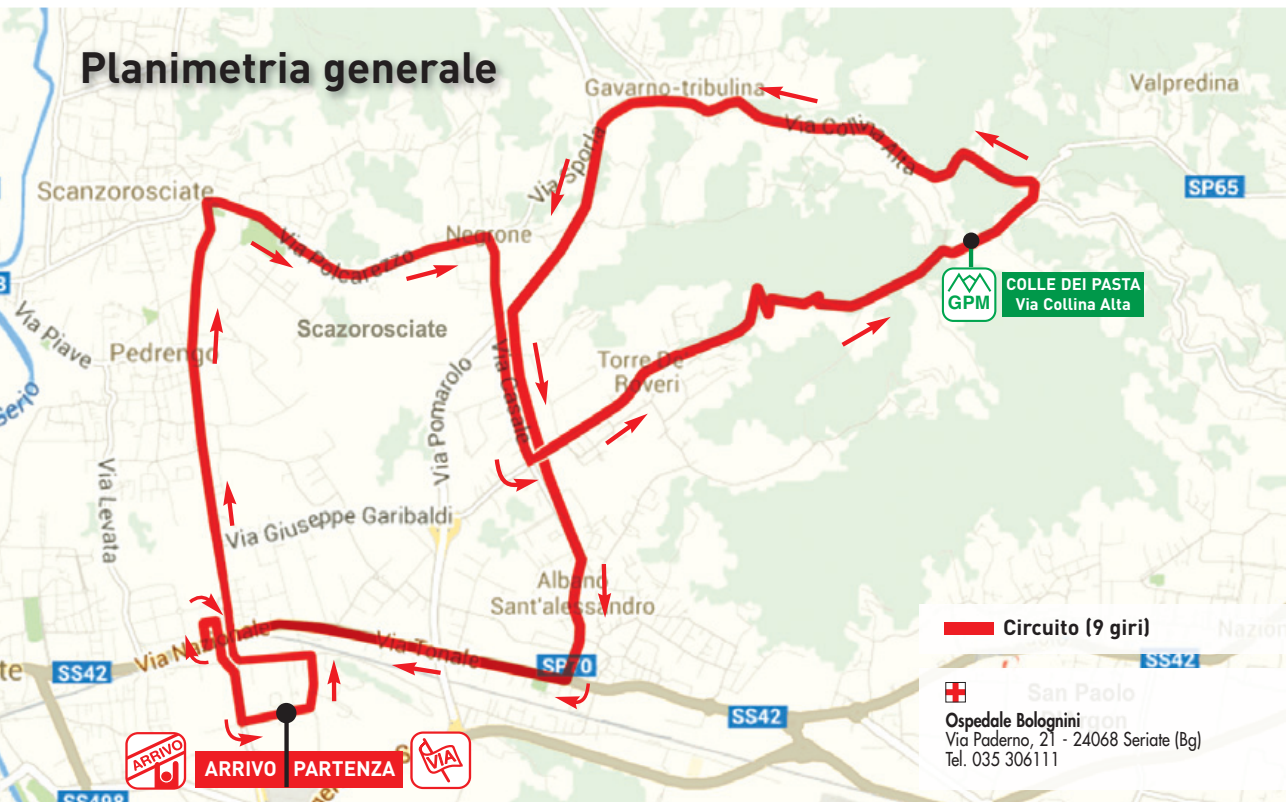 Planimetria generale
Gavarno-tribulina
Valpredina
Via Collina Alta
Via Sporla
SP65
Scanzorosciate
Negrone
Via Polcarezzo
COLLE DEI PASTA
GPM
Via Collina Alta
Via Piave
Scazorosciate
Pedrengo
Torre De
Roveri
Via Casale
Via Pomarolo
Serio
Via Levata
Via Giuseppe Garibaldi
Albano
Sant'alessandro
Circuito (9 giri)
Via Nazionale
Via Tonale
SP70
SS42
SS42
SS42
San Paolo
Ospedale Bolognini
Via Paderno, 21 - 24068 Seriate (Bg)
Tel. 035 306111
ARRIVO
ARRIVO PARTENZA
VIA
SS498